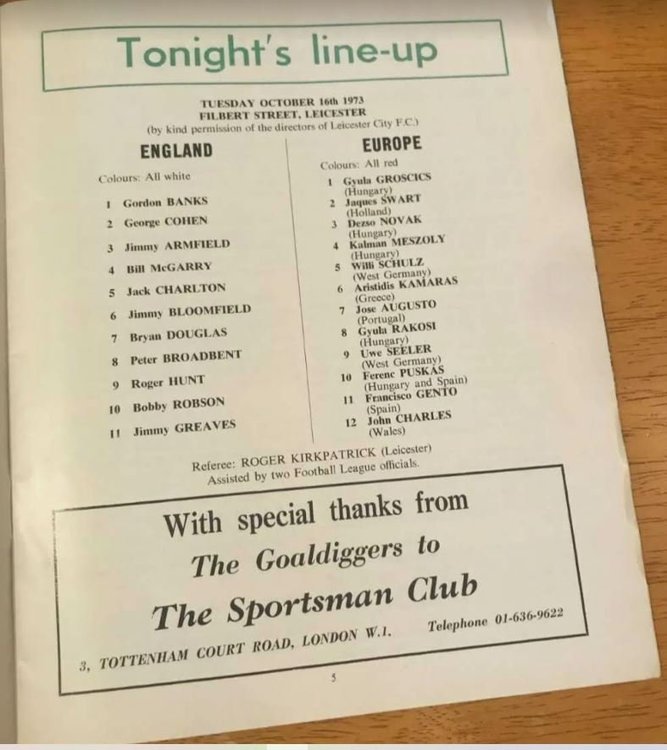 Tonight's line-up
TUESDAY OCTOBER 16th 1973
FILBERT STREET, LEICESTER
(by kind permission of the directors of Leicester City F.C.)
ENGLAND
Colours: All white
1 Gordon BANKS
2 George COHEN
3 Jimmy ARMFIELD
4 Bill McGARRY
5 Jack CHARLTON
6 Jimmy BLOOMFIELD
7 Bryan DOUGLAS
8 Peter BROADBENT
9 Roger HUNT
10 Bobby ROBSON
11 Jimmy GREAVES
EUROPE
Colours: All red
1 Gyula GROSCICS
(Hungary)
2 Jaques SWART
(Holland)
3 Dezso NOVAK
(Hungary)
4 Kalman MESZOLY
(Hungary)
5 Willi SCHULZ
(West Germany)
6 Aristidis KAMARAS
(Greece)
7 Jose AUGUSTO
(Portugal)
8 Gyula RAKOSI
(Hungary)
9 Uwe SEELER
(West Germany)
10 Ferenc PUSKAS
(Hungary and Spain)
11 Francisco GENTO
(Spain)
12 John CHARLES
(Wales)
Referee: ROGER KIRKPATRICK (Leicester)
Assisted by two Football League officials.
With special thanks from
The Goaldiggers to
The Sportsman Club
3, TOTTENHAM COURT ROAD, LONDON W.1. Telephone 01-636-9622
5